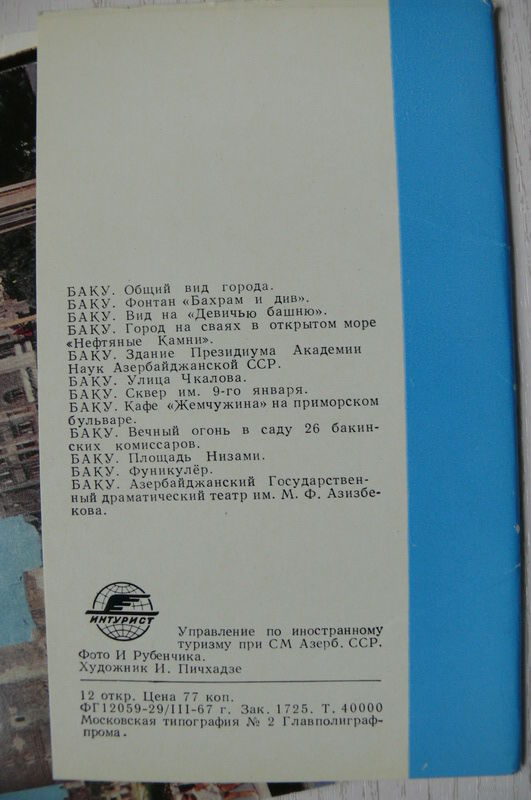 БАКУ. Общий вид города.
БАКУ. Фонтан «Бахрам и див».
БАКУ. Вид на «Девичью башню».
БАКУ. Город на сваях в открытом море
«Нефтяные Камни».
БАКУ. Здание Президиума Академии
Наук Азербайджанской ССР.
БАКУ. Улица Чкалова.
БАКУ. Сквер им. 9-го января.
БАКУ. Кафе «Жемчужина» на приморском
бульваре.
БАКУ. Вечный огонь в саду 26 бакин-
ских комиссаров.
БАКУ. Площадь Низами.
БАКУ. Фуникулёр.
БАКУ. Азербайджанский Государствен-
ный драматический театр им. М. Ф. Азизбе-
кова.
ИНТУРИСТ
Управление по иностранному
туризму при СМ Азерб. ССР.
Фото И Рубенчика.
Художник И. Пичхадзе
12 откр. Цена 77 коп.
ФГ12059-29/III-67 г. Зак. 1725. Т. 40000
Московская типография № 2 Главполиграф-
прома.